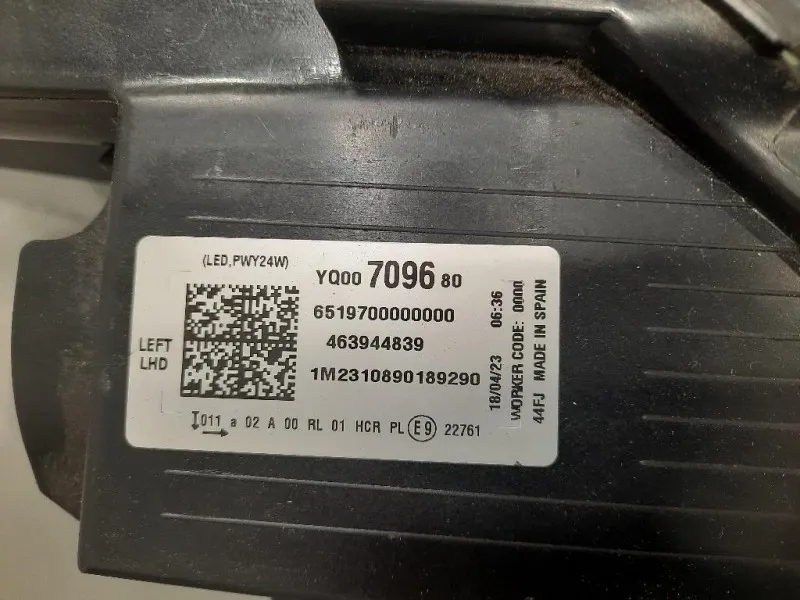 (LED,PWY24W)
YQ00 7096 80
6519700000000
463944839
1M2310890189290
LEFT
LHD
011 a 02 A 00 RL 01 HCR PL E9 22761
18/04/23 06:36
WORKER CODE: 0000
44FJ MADE IN SPAIN